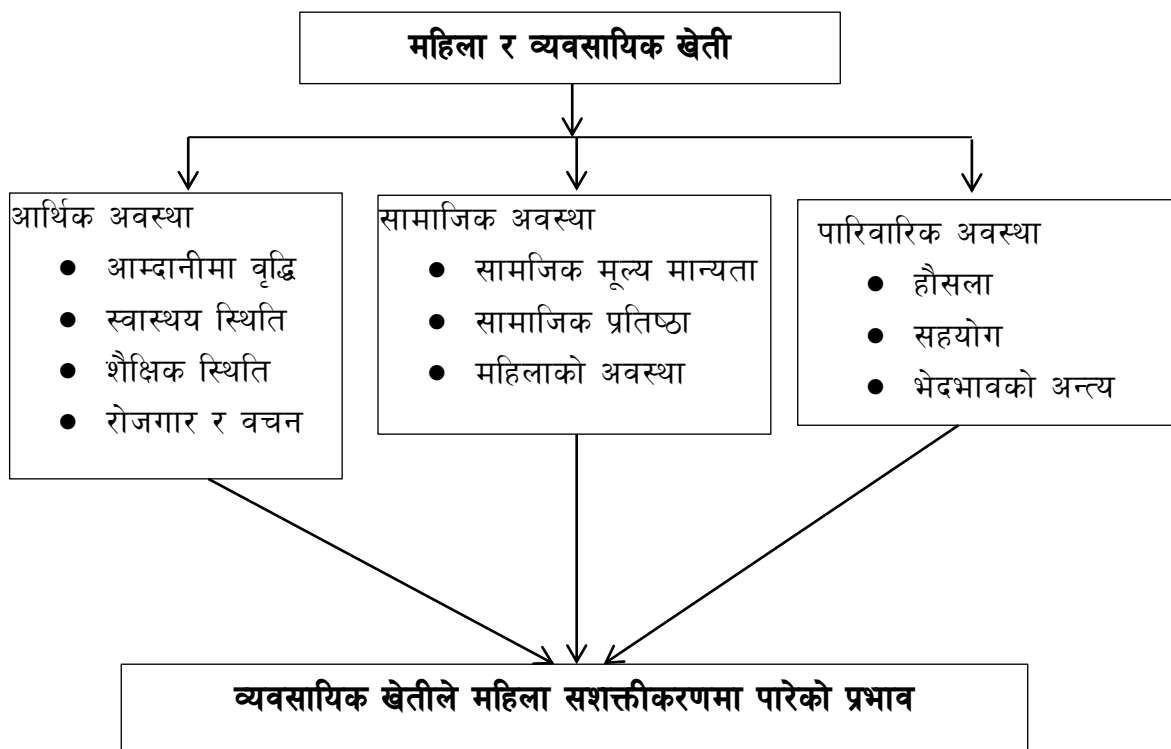 महिला र व्यवसायिक खेती
आर्थिक अवस्था
● आम्दानीमा वृद्धि
● स्वास्थय स्थिति
● शैक्षिक स्थिति
● रोजगार र वचन
सामाजिक अवस्था
● सामजिक मूल्य मान्यता
● सामाजिक प्रतिष्ठा
● महिलाको अवस्था
पारिवारिक अवस्था
● हौसला
● सहयोग
● भेदभावको अन्त्य
व्यवसायिक खेतीले महिला सशक्तीकरणमा पारेको प्रभाव